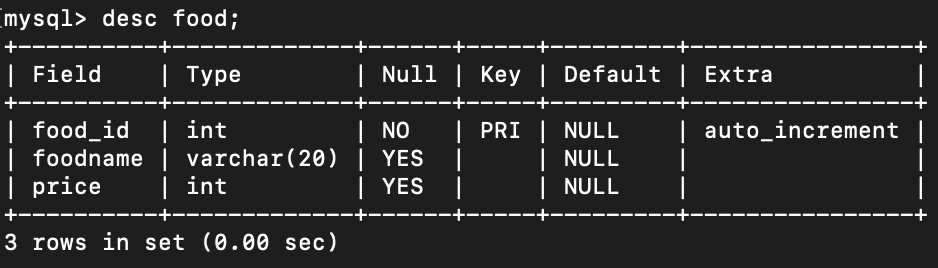 mysql> desc food;
+-----------+-------------+------+-----+---------+----------------+
| Field     | Type        | Null | Key | Default | Extra          |
+-----------+-------------+------+-----+---------+----------------+
| food_id   | int         | NO   | PRI | NULL    | auto_increment |
| foodname  | varchar(20) | YES  |     | NULL    |                |
| price     | int         | YES  |     | NULL    |                |
+-----------+-------------+------+-----+---------+----------------+
3 rows in set (0.00 sec)